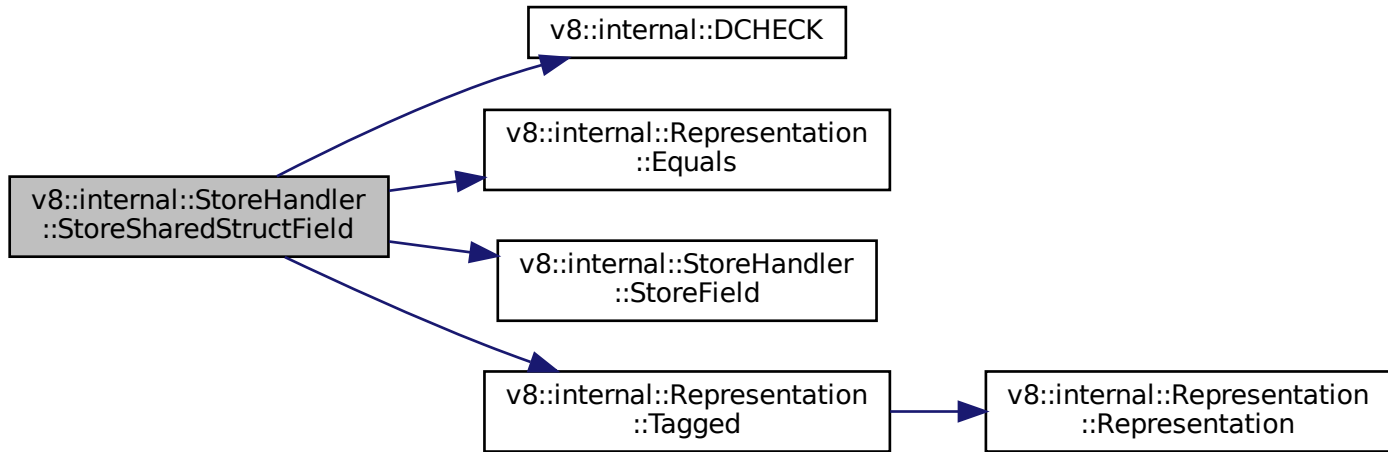 v8::internal::DCHECK
v8::internal::Representation
::Equals
v8::internal::StoreHandler
::StoreSharedStructField
v8::internal::StoreHandler
::StoreField
v8::internal::Representation
::Tagged
v8::internal::Representation
::Representation